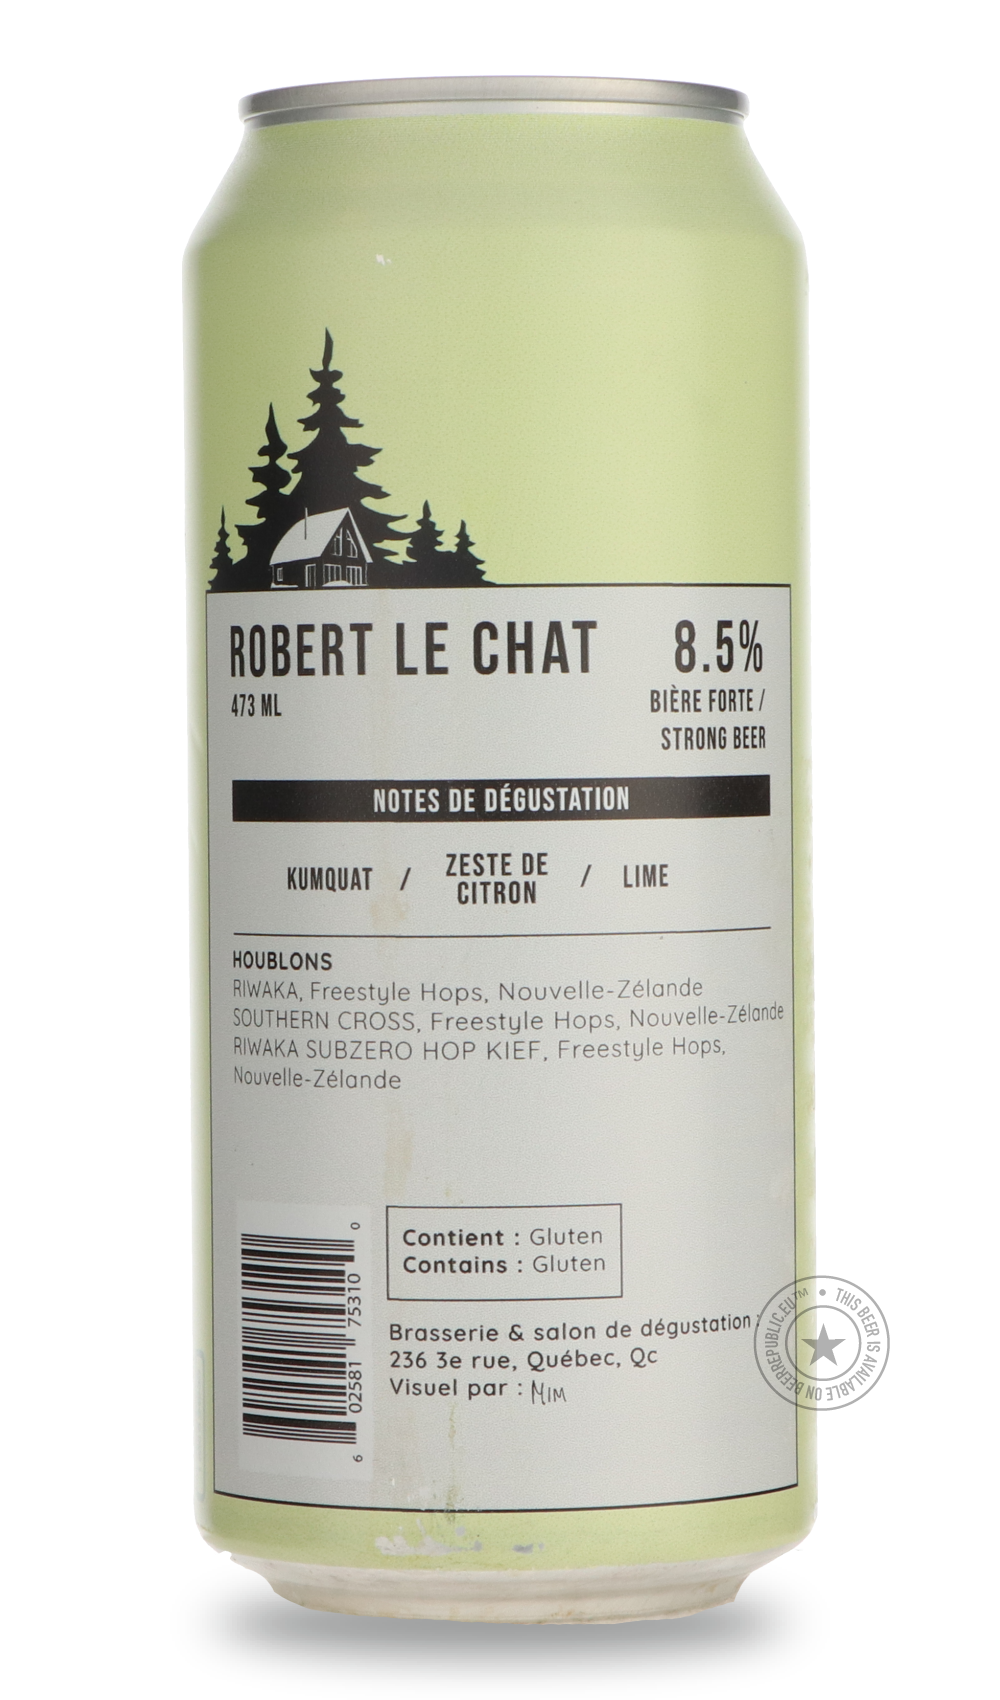 ROBERT LE CHAT 8.5%
473 ML BIÈRE FORTE /
STRONG BEER
NOTES DE DÉGUSTATION
KUMQUAT / ZESTE DE CITRON / LIME
HOUBLONS
RIWAKA, Freestyle Hops, Nouvelle-Zélande
SOUTHERN CROSS, Freestyle Hops, Nouvelle-Zélande
RIWAKA SUBZERO HOP KIEF, Freestyle Hops,
Nouvelle-Zélande
Contient : Gluten
Contains : Gluten
Brasserie & salon de dégustation :
236 3e rue, Québec, Qc
Visuel par : MIM
6 02581 75310 0
THIS BEER IS AVAILABLE ON BEERREPUBLIC.EU™